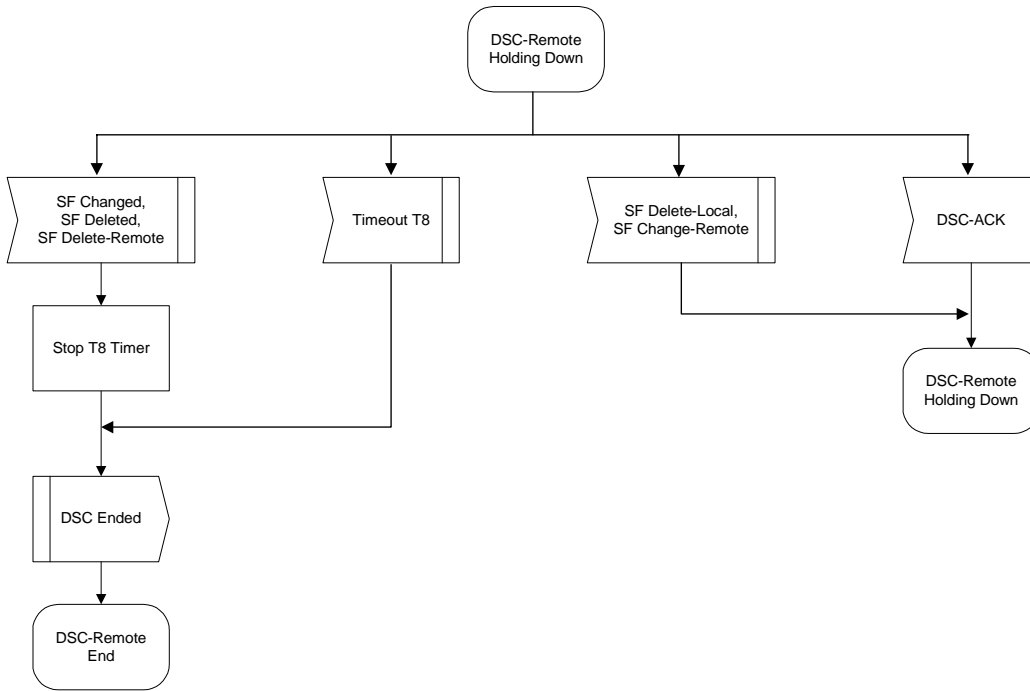 DSC-Remote
Holding Down
SF Changed,
SF Deleted,
SF Delete-Remote
Timeout T8
SF Delete-Local,
SF Change-Remote
DSC-ACK
Stop T8 Timer
DSC-Remote
Holding Down
DSC Ended
DSC-Remote
End